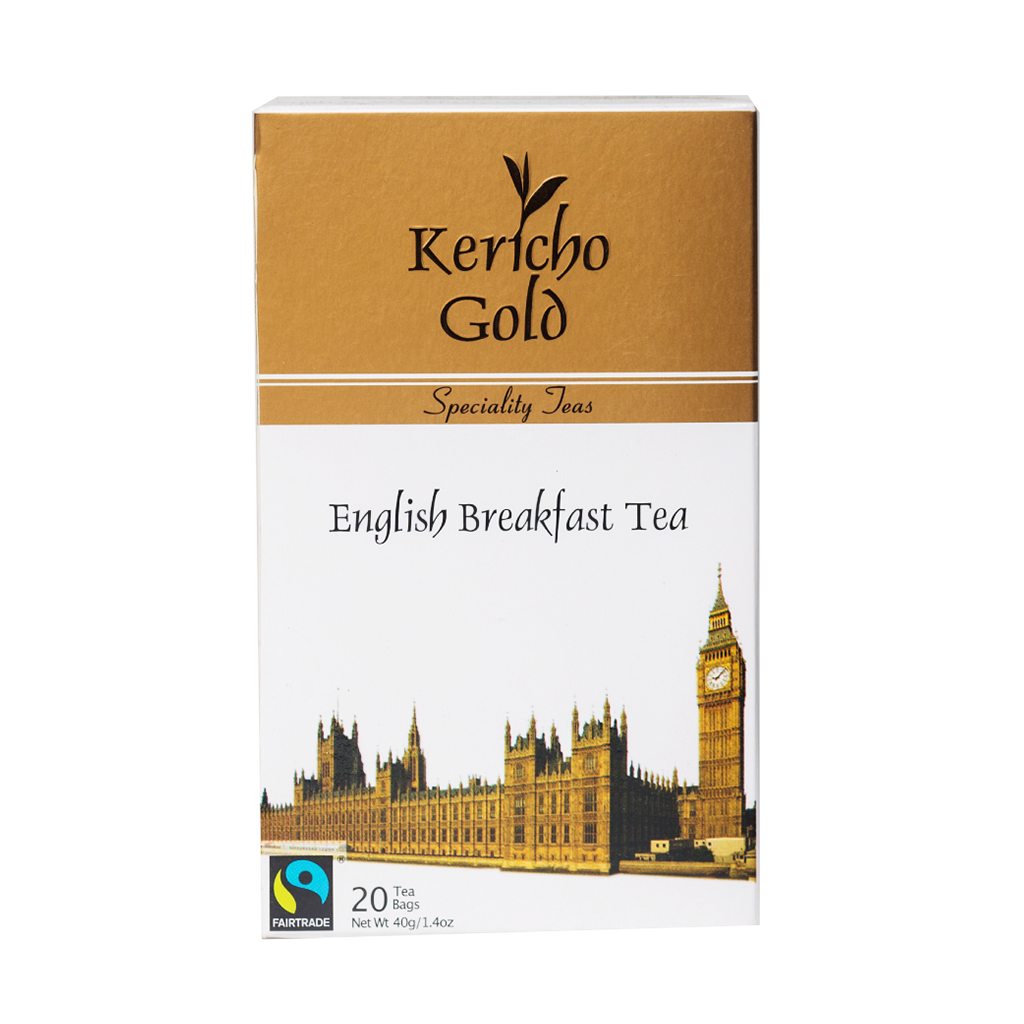 Kericho
Gold
Speciality Teas
English Breakfast Tea
FAIRTRADE
®
20 Tea Bags
Net Wt 40g/1.4oz